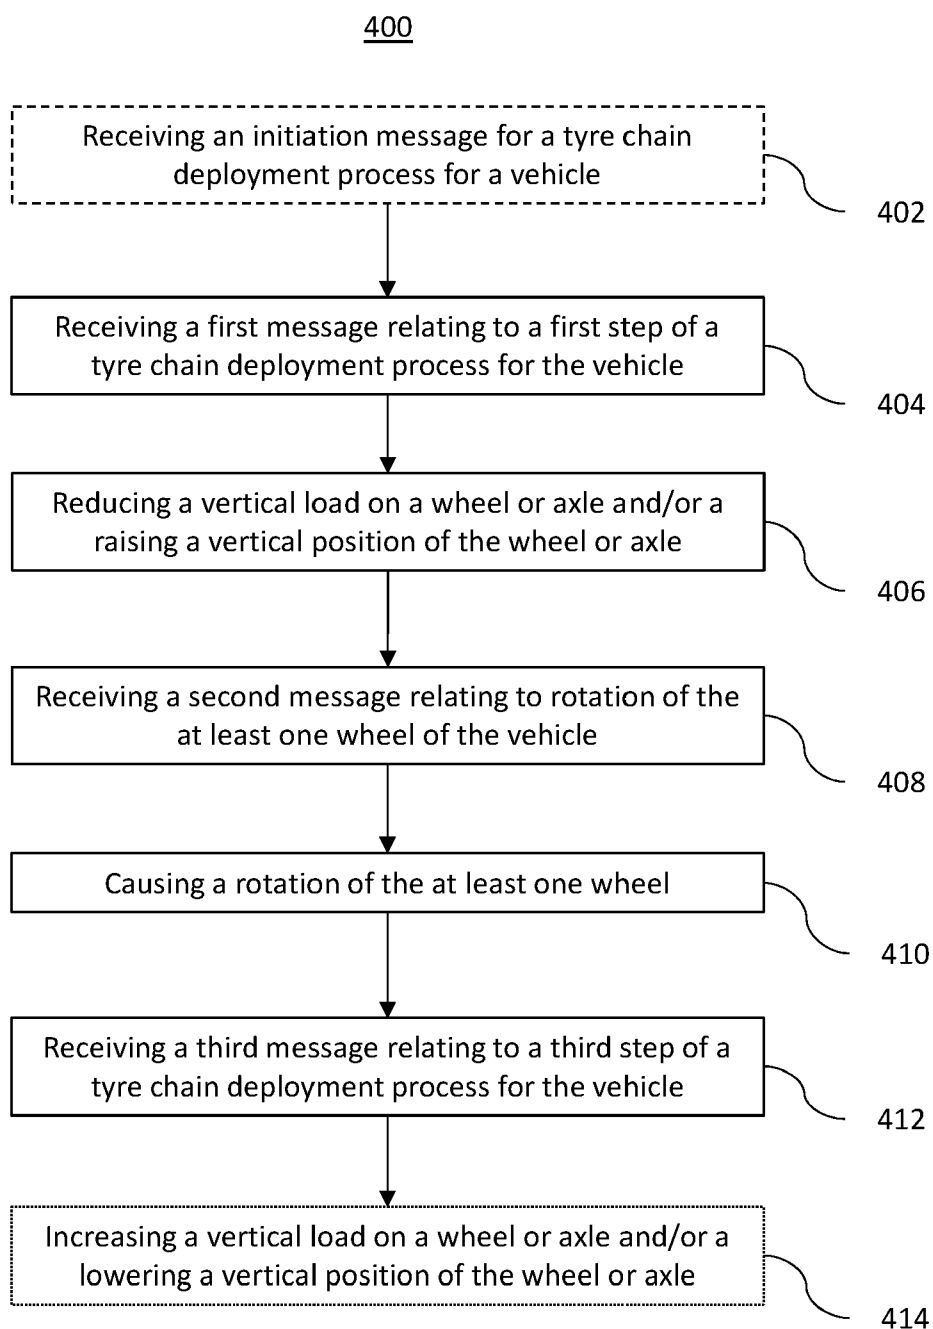 400
Receiving an initiation message for a tyre chain
deployment process for a vehicle
402
Receiving a first message relating to a first step of a
tyre chain deployment process for the vehicle
404
Reducing a vertical load on a wheel or axle and/or a
raising a vertical position of the wheel or axle
406
Receiving a second message relating to rotation of the
at least one wheel of the vehicle
408
Causing a rotation of the at least one wheel
410
Receiving a third message relating to a third step of a
tyre chain deployment process for the vehicle
412
Increasing a vertical load on a wheel or axle and/or a
lowering a vertical position of the wheel or axle
414